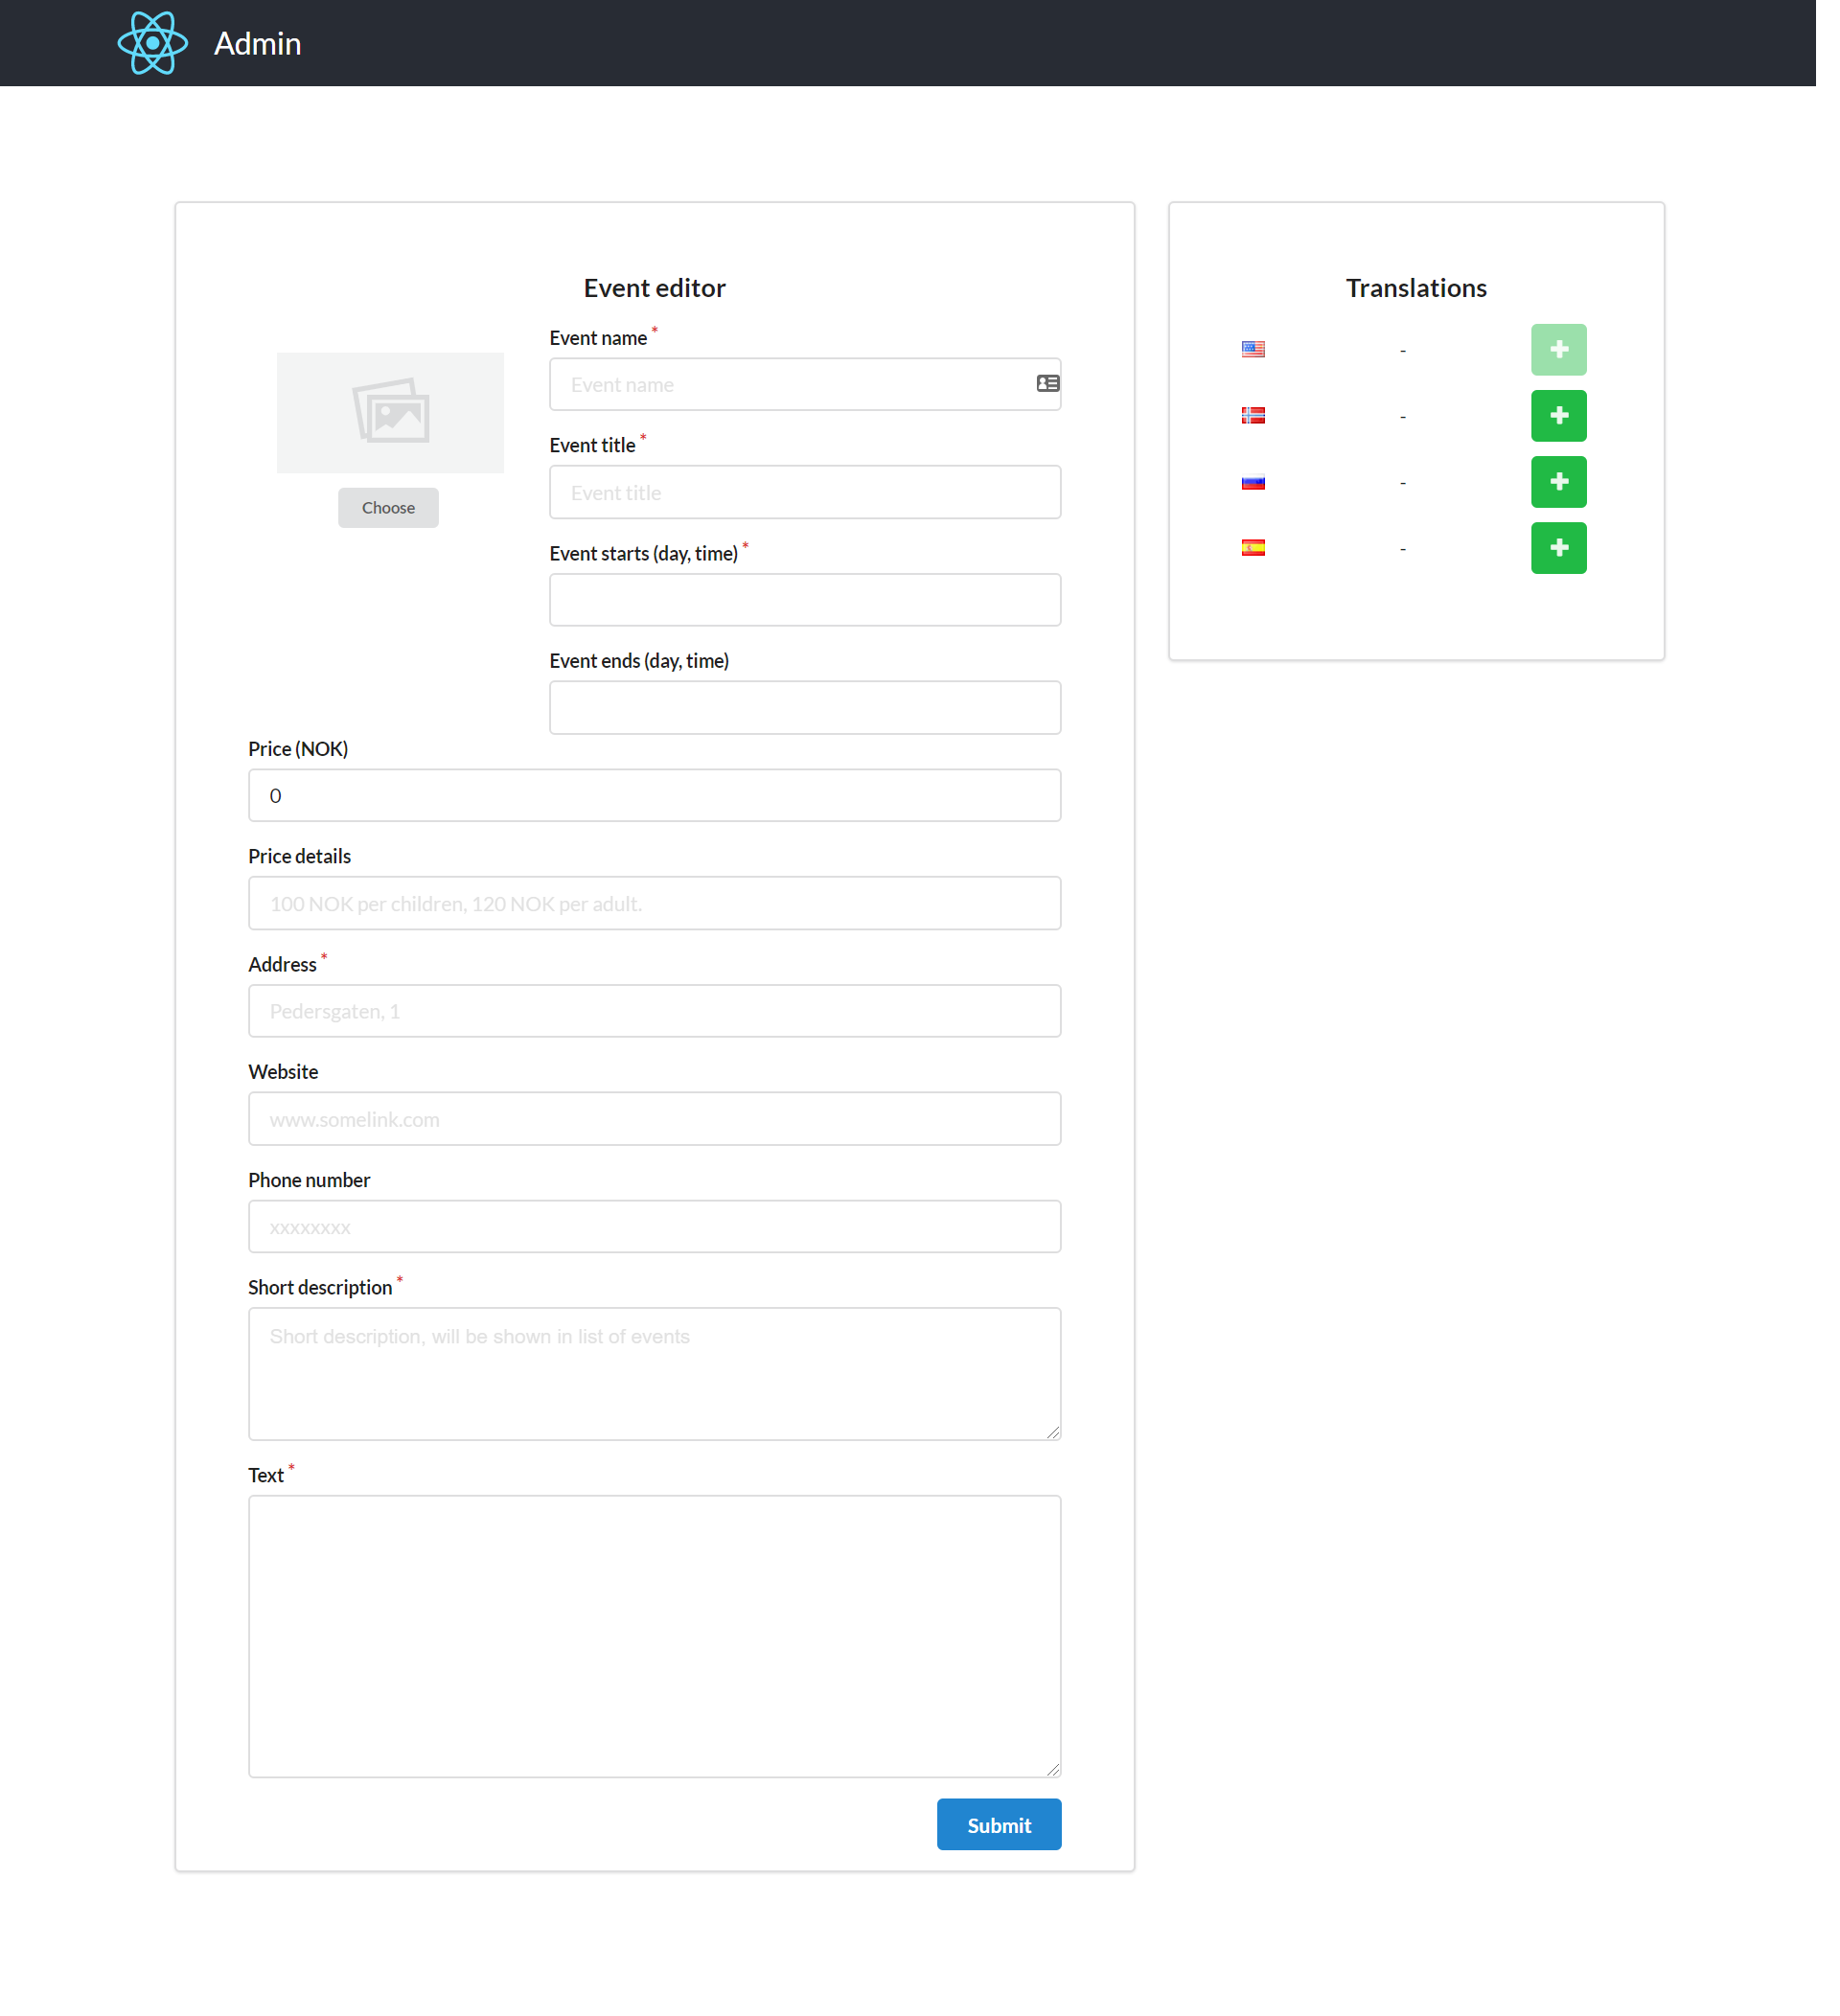 Admin
Event editor
Event name *
Event name
Choose
Event title *
Event title
Event starts (day, time) *
Event ends (day, time)
Price (NOK)
0
Price details
100 NOK per children, 120 NOK per adult.
Address *
Pedersgaten, 1
Website
www.somelink.com
Phone number
xxxxxxxx
Short description *
Short description, will be shown in list of events
Text *
Submit
Translations
-
-
-
-